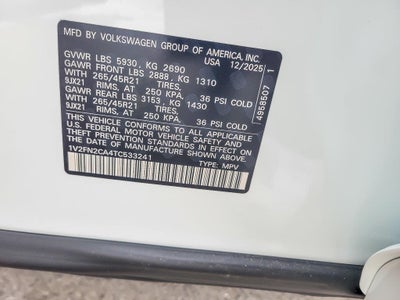 MFD. BY VOLKSWAGEN GROUP OF AMERICA, INC.
USA 12/2025
GVWR LBS 5930, KG 2690
GAWR FRONT LBS 2888, KG 1310
WITH 265/45R21 TIRES,
9JX21 RIMS, AT 250 KPA, 36 PSI COLD
GAWR REAR LBS 3153, KG 1430
WITH 265/45R21 TIRES,
9JX21 RIMS, AT 250 KPA, 36 PSI COLD
THIS VEHICLE CONFORMS TO ALL APPLICABLE
U.S. FEDERAL MOTOR VEHICLE SAFETY AND
THEFT PREVENTION STANDARDS IN EFFECT ON
THE DATE OF MANUFACTURE SHOWN ABOVE.
1V2FN2CA4TC533241 TYPE: MPV
4958507 1